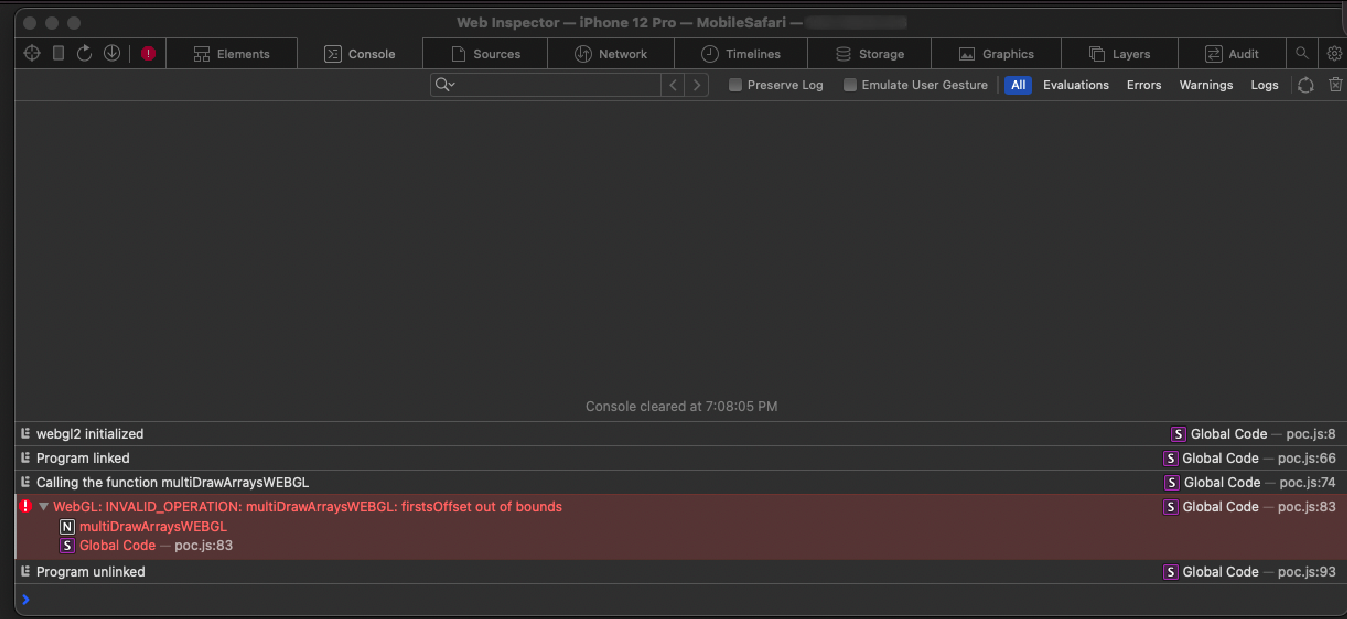 Web Inspector — iPhone 12 Pro — MobileSafari —
Elements Console Sources Network Timelines Storage Graphics Layers Audit
Preserve Log Emulate User Gesture All Evaluations Errors Warnings Logs
Console cleared at 7:08:05 PM
webgl2 initialized S Global Code — poc.js:8
Program linked S Global Code — poc.js:66
Calling the function multiDrawArraysWEBGL S Global Code — poc.js:74
WebGL: INVALID_OPERATION: multiDrawArraysWEBGL: firstsOffset out of bounds S Global Code — poc.js:83
N multiDrawArraysWEBGL
S Global Code — poc.js:83
Program unlinked S Global Code — poc.js:93